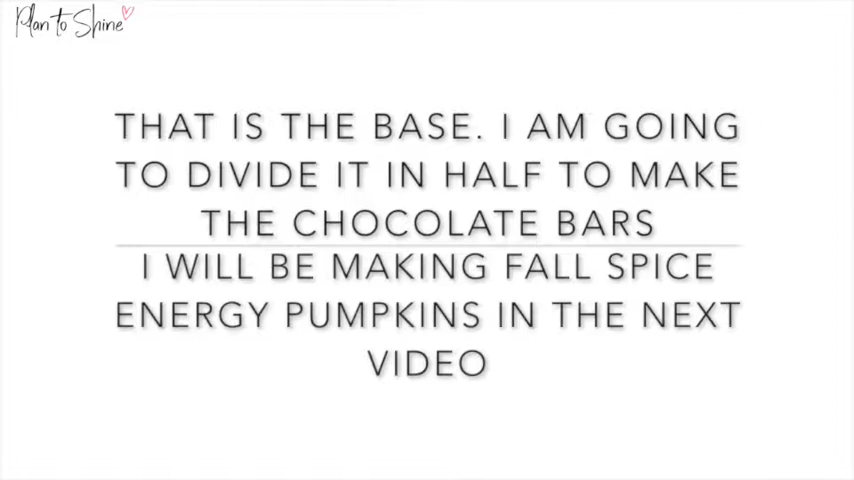 Plan to Shine
THAT IS THE BASE. I AM GOING
TO DIVIDE IT IN HALF TO MAKE
THE CHOCOLATE BARS
I WILL BE MAKING FALL SPICE
ENERGY PUMPKINS IN THE NEXT
VIDEO